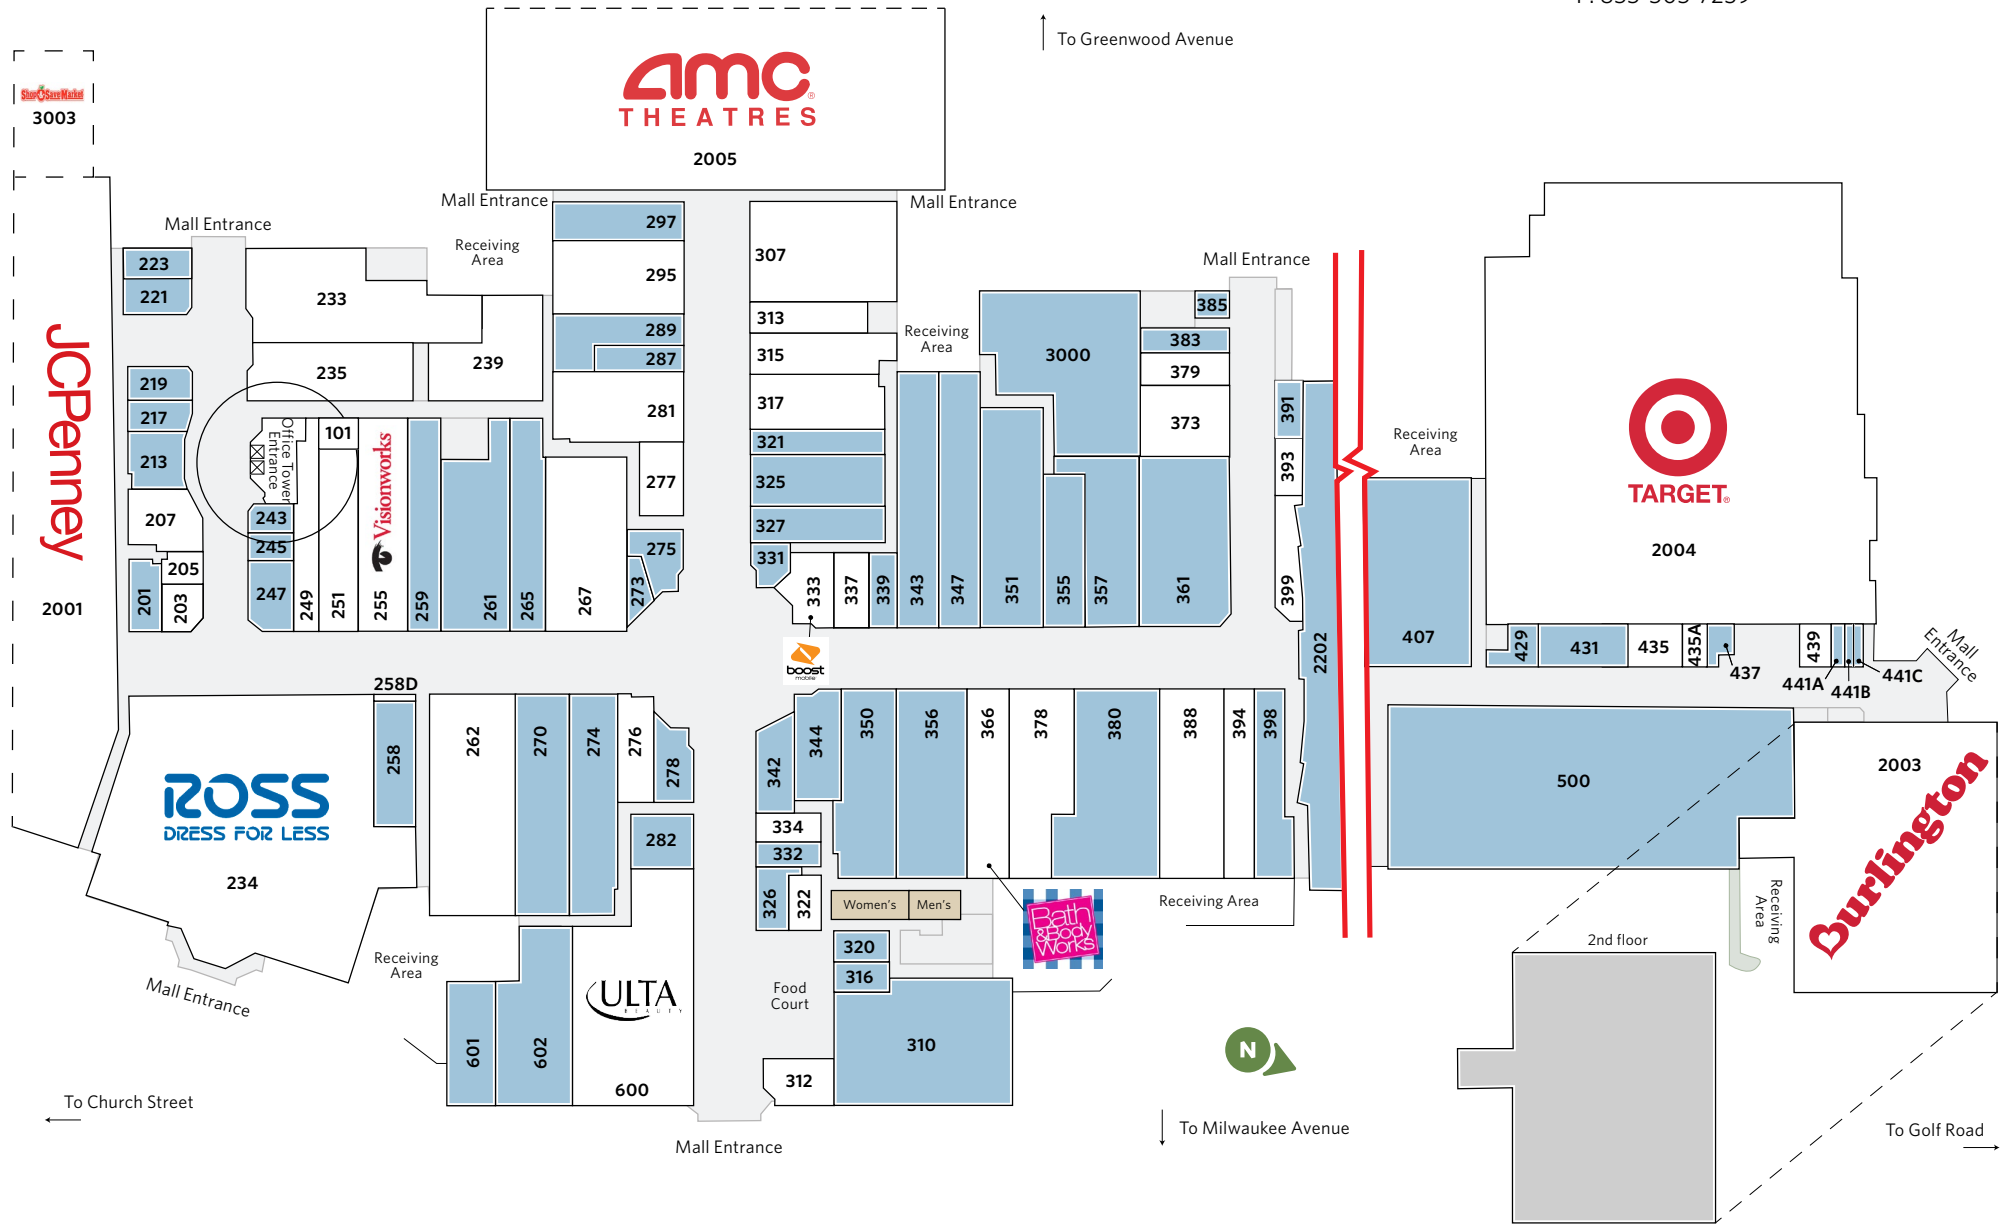 To Greenwood Avenue
Shop & Save Market
3003
amc
THEATRES
2005
Mall Entrance
Mall Entrance
Mall Entrance
Mall Entrance
Receiving
Area
JCPenney
2001
223
221
219
217
213
207
205
201
203
233
235
239
Office Tower
Entrance
101
243
245
247
249
251
Visionworks
255
259
261
265
267
297
295
289
287
281
277
275
273
307
313
315
317
321
325
327
331
333
337
339
343
347
351
355
357
361
Receiving
Area
3000
385
383
379
373
391
393
399
2202
boost
mobile
Receiving
Area
407
TARGET
2004
429
431
435
435A
437
439
441A
441B
441C
Mall
Entrance
258D
258
ROSS
DRESS FOR LESS
234
262
270
274
276
278
282
342
344
350
356
366
378
380
388
394
398
334
332
326
322
Women's
Men's
Bath
& Body
Works
Receiving Area
500
2003
Burlington
Receiving
Area
2nd floor
Mall Entrance
Receiving
Area
601
602
ULTA
BEAUTY
600
Food
Court
320
316
310
312
Mall Entrance
N
To Church Street
To Milwaukee Avenue
To Golf Road